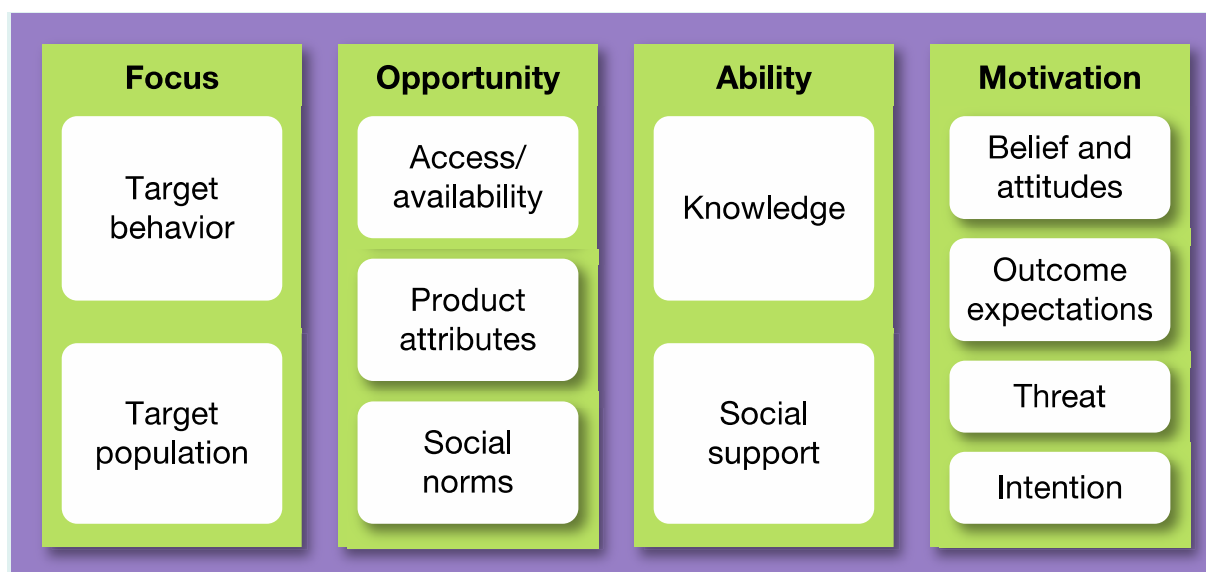 Focus
Target
behavior
Target
population
Opportunity
Access/
availability
Product
attributes
Social
norms
Ability
Knowledge
Social
support
Motivation
Belief and
attitudes
Outcome
expectations
Threat
Intention